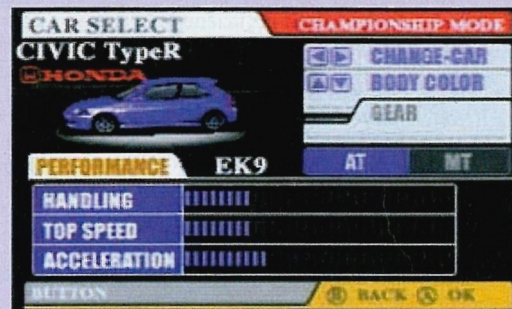 CAR SELECT
CHAMPIONSHIP MODE
CIVIC TypeR
HONDA
CHANGE-CAR
BODY COLOR
GEAR
PERFORMANCE
EK9
AT
MT
HANDLING
TOP SPEED
ACCELERATION
BUTTON
B BACK A OK